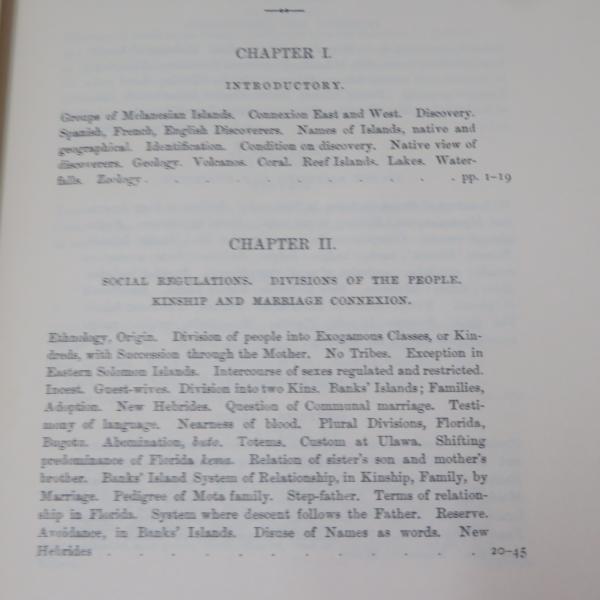 CHAPTER I.
INTRODUCTORY.
Groups of Melanesian Islands. Connexion East and West. Discovery.
Spanish, French, English Discoverers. Names of Islands, native and
geographical. Identification. Condition on discovery. Native view of
discoverers. Geology. Volcanos. Coral. Reef Islands. Lakes. Water-
falls. Zoology . . . . . . . . . . . pp. 1-19
CHAPTER II.
SOCIAL REGULATIONS. DIVISIONS OF THE PEOPLE.
KINSHIP AND MARRIAGE CONNEXION.
Ethnology, Origin. Division of people into Exogamous Classes, or Kin-
dreds, with Succession through the Mother. No Tribes. Exception in
Eastern Solomon Islands. Intercourse of sexes regulated and restricted.
Incest. Guest-wives. Division into two Kins. Banks' Islands; Families,
Adoption. New Hebrides. Question of Communal marriage. Testi-
mony of language. Nearness of blood. Plural Divisions, Florida,
Bugotu. Abomination, buto. Totems. Custom at Ulawa. Shifting
predominance of Florida kema. Relation of sister's son and mother's
brother. Banks' Island System of Relationship, in Kinship, Family, by
Marriage. Pedigree of Mota family. Step-father. Terms of relation-
ship in Florida. System where descent follows the Father. Reserve.
Avoidance, in Banks' Islands. Disuse of Names as words. New
Hebrides . . . . . . . . . . . . 20-45